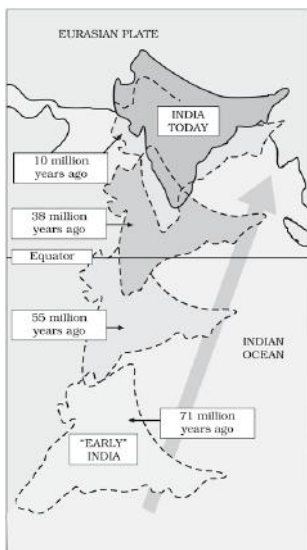 EURASIAN PLATE
INDIA
TODAY
10 million
years ago
38 million
years ago
Equator
55 million
years ago
INDIAN
OCEAN
71 million
years ago
"EARLY"
INDIA